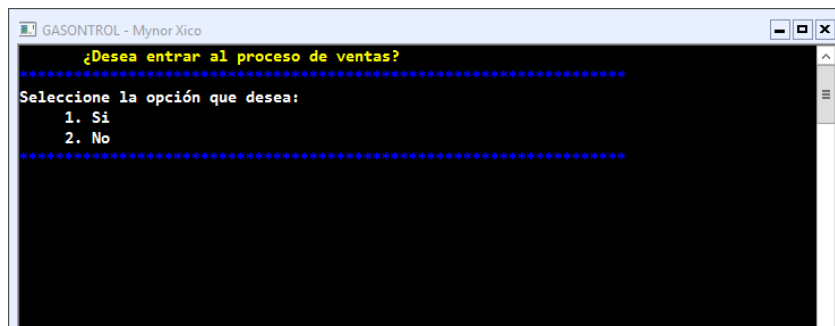 GASONTROL - Mynor Xico
¿Desea entrar al proceso de ventas?
********************************************************************
Seleccione la opción que desea:
1. Si
2. No
********************************************************************